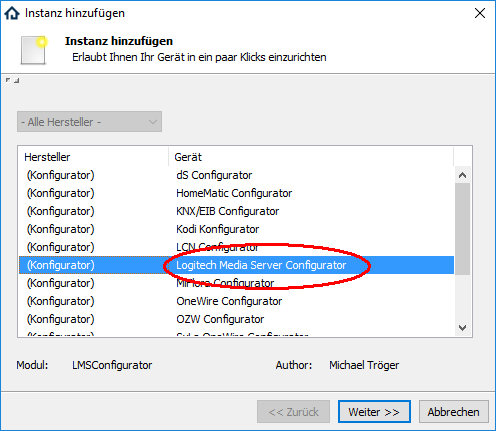 Instanz hinzufügen
Instanz hinzufügen
Erlaubt Ihnen Ihr Gerät in ein paar Klicks einzurichten
- Alle Hersteller -
Hersteller Gerät
(Konfigurator) dS Configurator
(Konfigurator) HomeMatic Configurator
(Konfigurator) KNX/EIB Configurator
(Konfigurator) Kodi Konfigurator
(Konfigurator) LCN Configurator
(Konfigurator) Logitech Media Server Configurator
(Konfigurator) MiFlora Configurator
(Konfigurator) OneWire Configurator
(Konfigurator) OZW Configurator
Modul: LMSConfigurator Author: Michael Tröger
<< Zurück Weiter >> Abbrechen